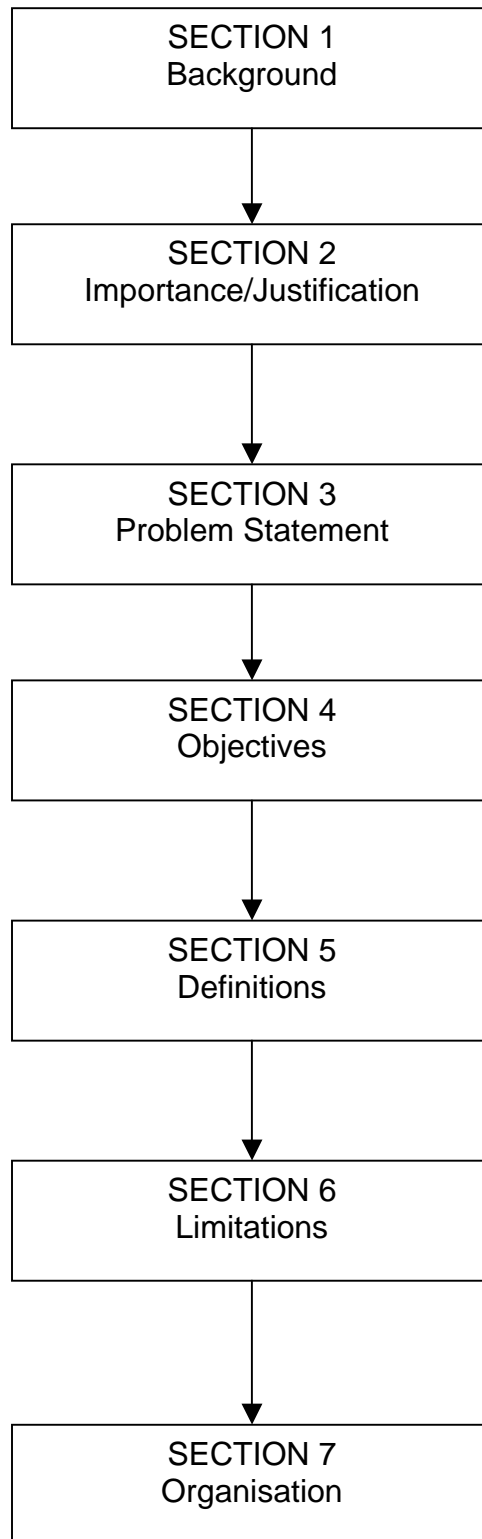 SECTION 1
Background
SECTION 2
Importance/Justification
SECTION 3
Problem Statement
SECTION 4
Objectives
SECTION 5
Definitions
SECTION 6
Limitations
SECTION 7
Organisation